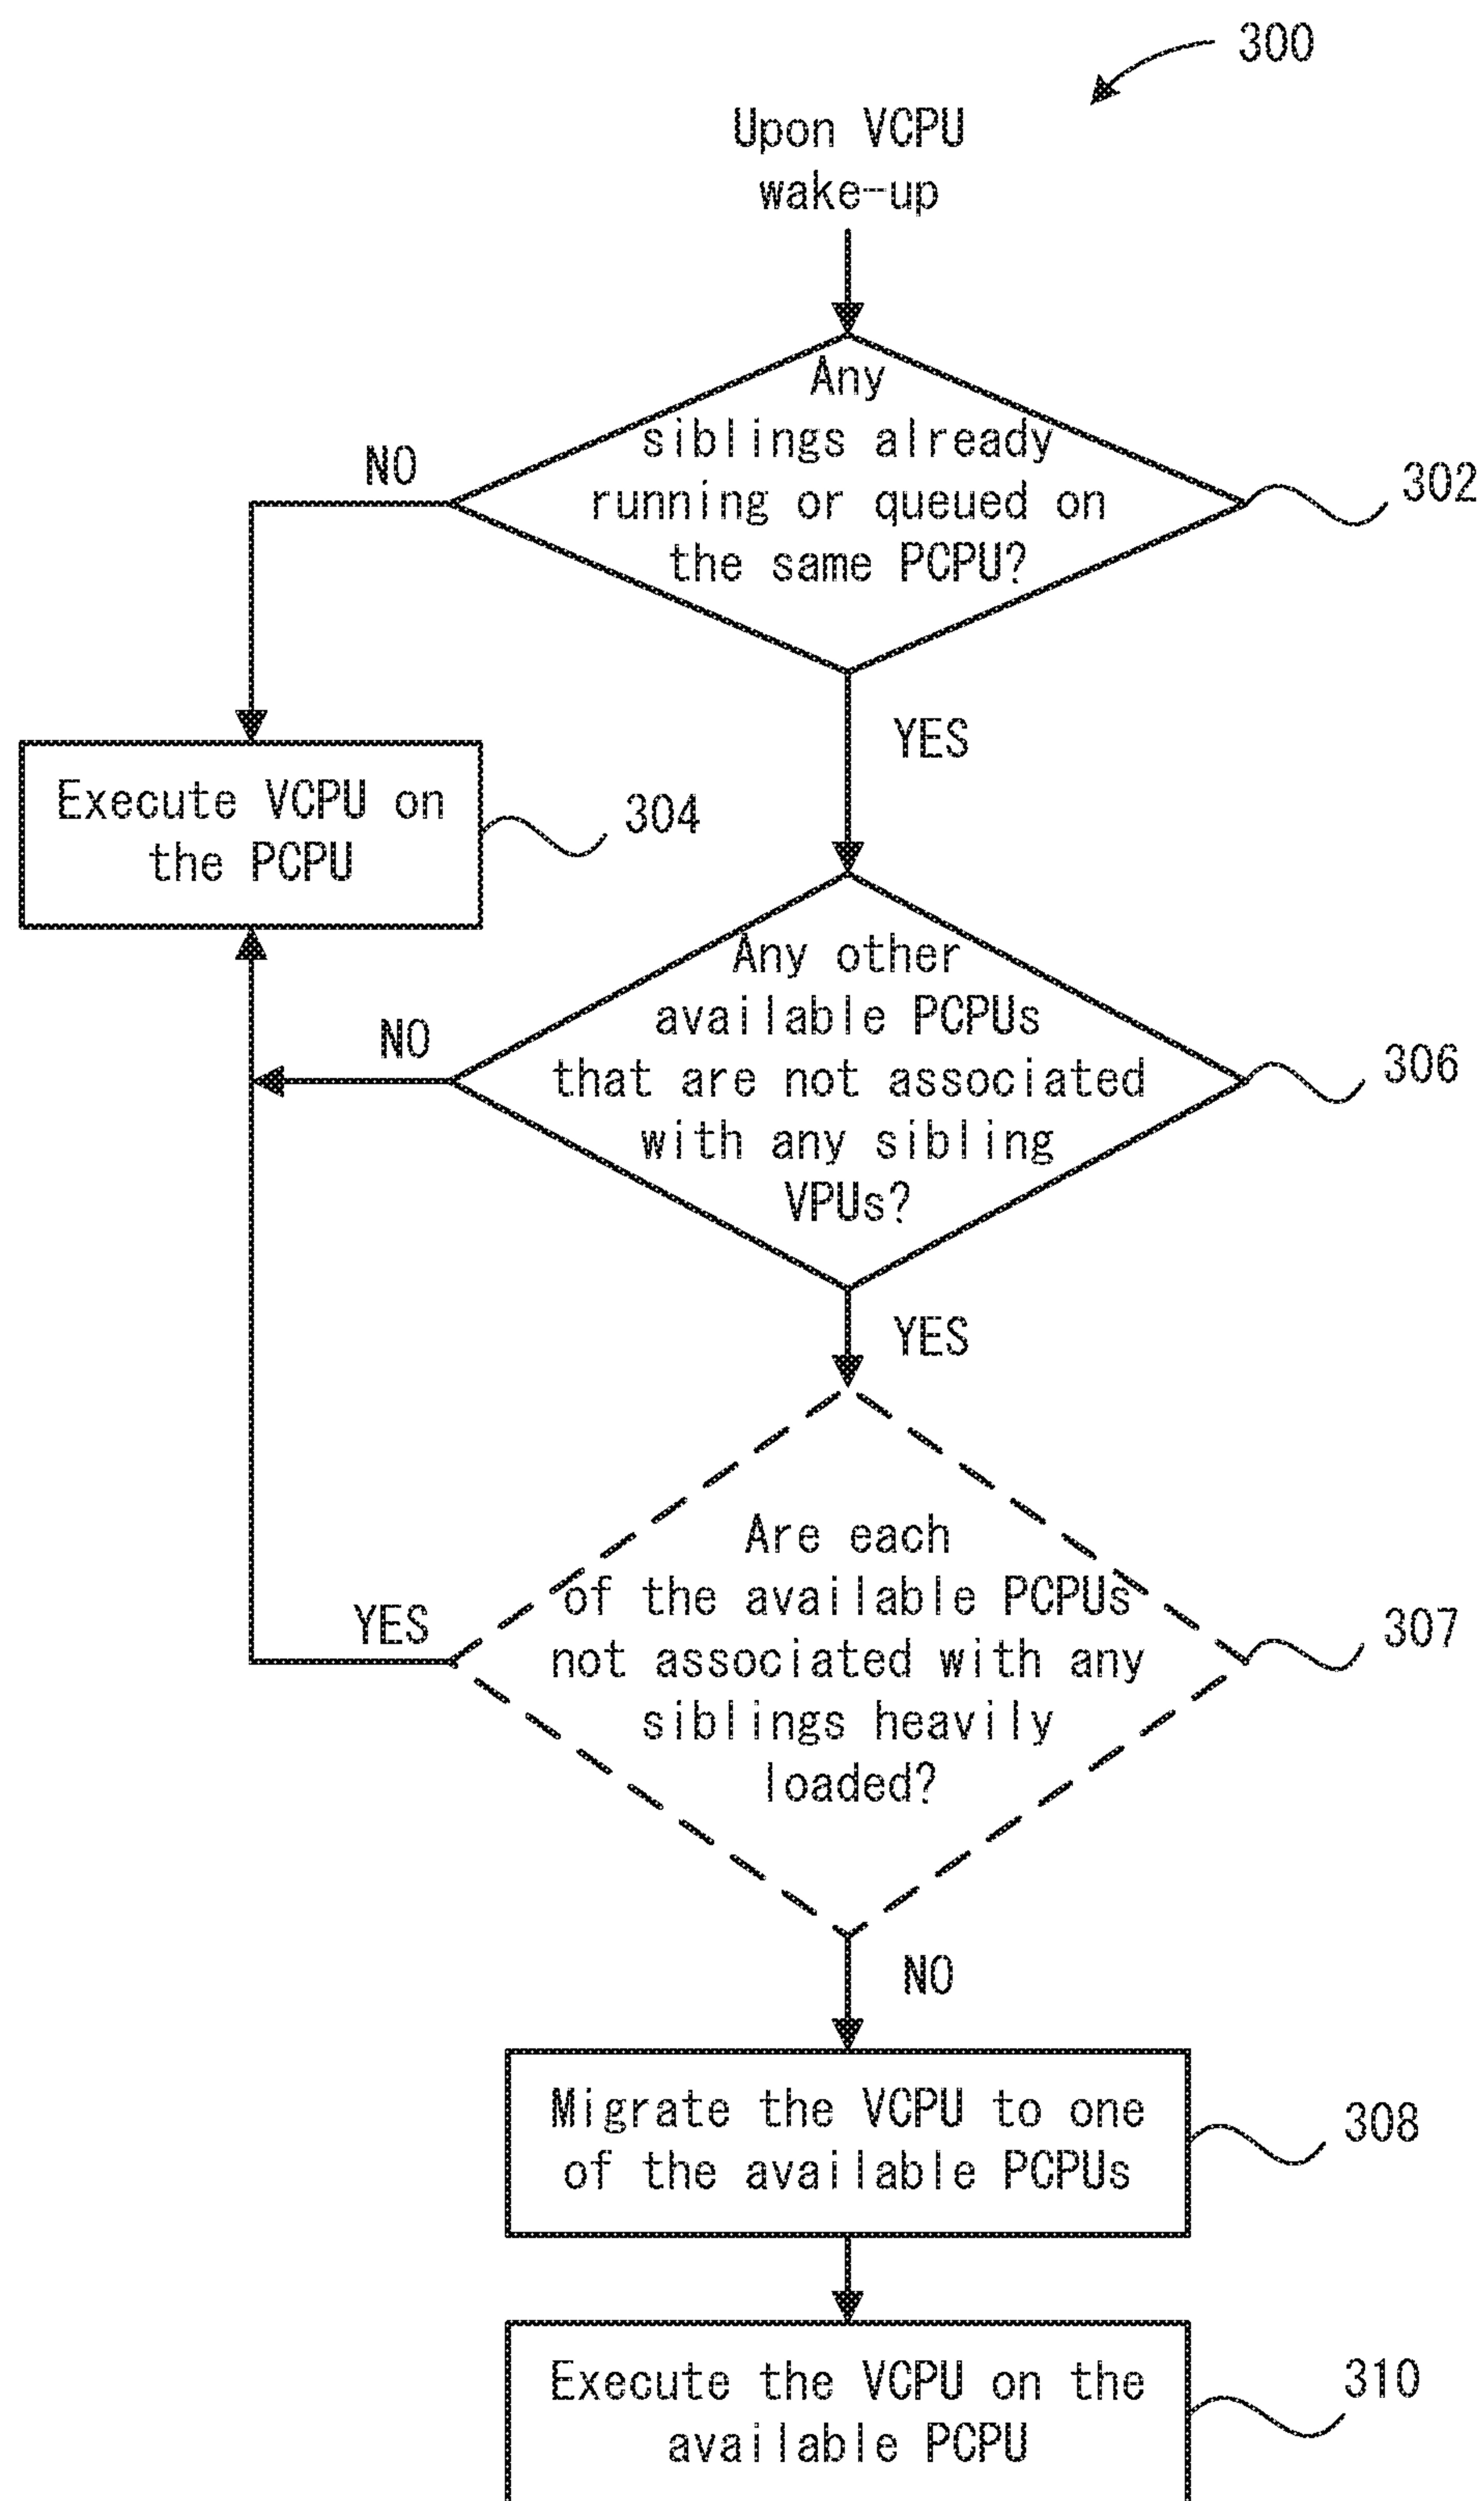 300
Upon VCPU
wake-up
Any
siblings already
running or queued on
the same PCPU?
302
NO
YES
Execute VCPU on
the PCPU
304
Any other
available PCPUs
that are not associated
with any sibling
VPUs?
306
NO
YES
Are each
of the available PCPUs
not associated with any
siblings heavily
loaded?
307
YES
NO
Migrate the VCPU to one
of the available PCPUs
308
Execute the VCPU on the
available PCPU
310